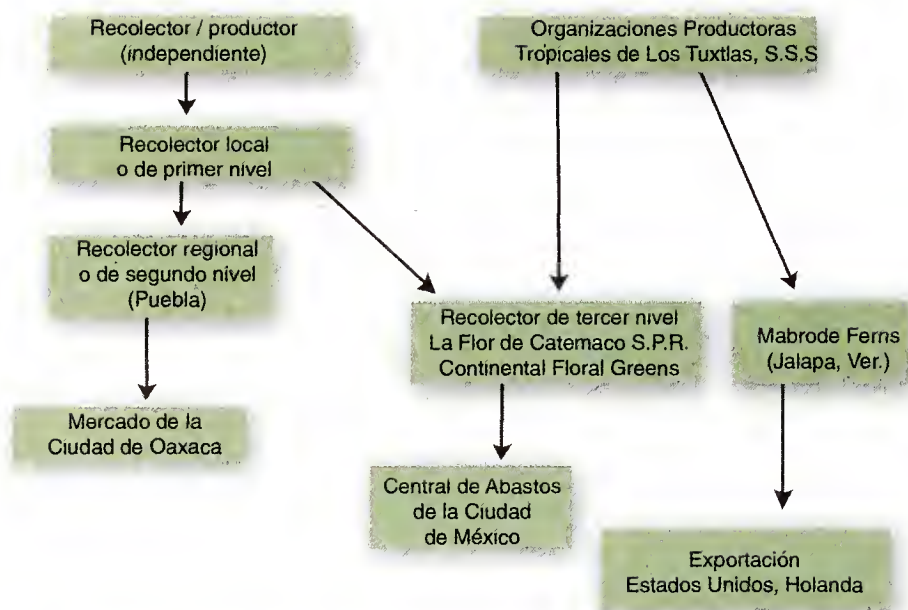 Recolector / productor
(independiente)
Organizaciones Productoras
Tropicales de Los Tuxtlas, S.S.S
Recolector local
o de primer nivel
Recolector regional
o de segundo nivel
(Puebla)
Recolector de tercer nivel
La Flor de Catemaco S.P.R.
Continental Floral Greens
Mabrode Ferns
(Jalapa, Ver.)
Mercado de la
Ciudad de Oaxaca
Central de Abastos
de la Ciudad
de México
Exportación
Estados Unidos, Holanda